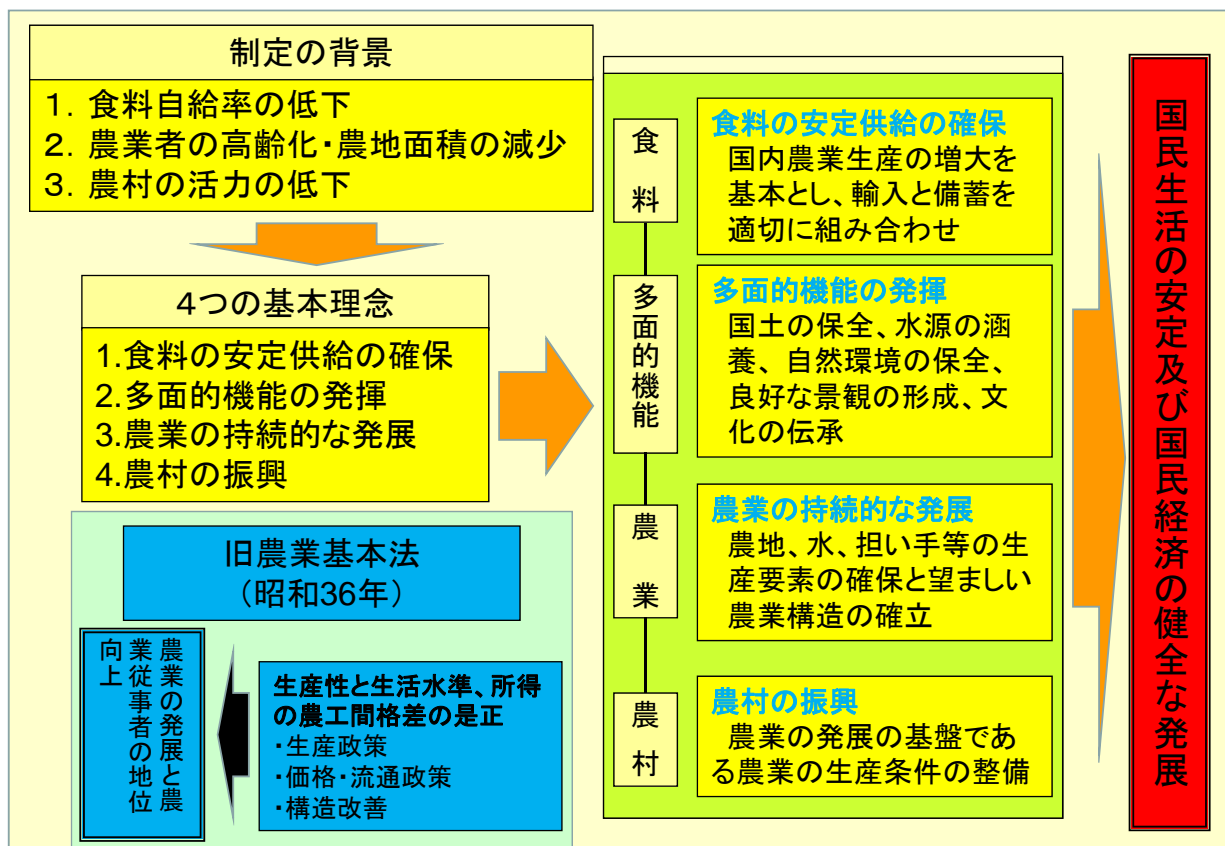 制定の背景
1. 食料自給率の低下
2. 農業者の高齢化・農地面積の減少
3. 農村の活力の低下
４つの基本理念
1.食料の安定供給の確保
2.多面的機能の発揮
3.農業の持続的な発展
4.農村の振興
旧農業基本法
（昭和36年）
農業の発展と農
業従事者の地位
向上
生産性と生活水準、所得
の農工間格差の是正
・生産政策
・価格・流通政策
・構造改善
食料
食料の安定供給の確保
国内農業生産の増大を
基本とし、輸入と備蓄を
適切に組み合わせ
多面的機能
多面的機能の発揮
国土の保全、水源の涵
養、自然環境の保全、
良好な景観の形成、文
化の伝承
農業
農業の持続的な発展
農地、水、担い手等の生
産要素の確保と望ましい
農業構造の確立
農村
農村の振興
農業の発展の基盤であ
る農業の生産条件の整備
国民生活の安定及び国民経済の健全な発展